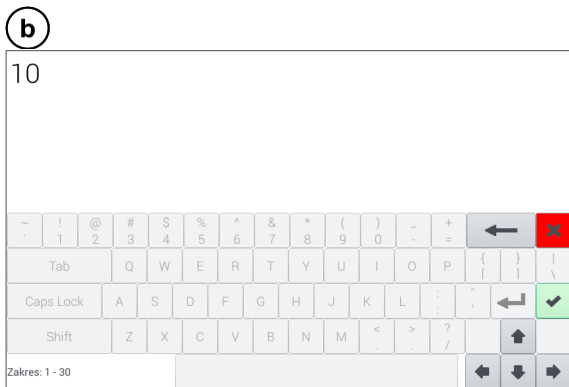 b
10
~ ! @ # $ % ^ & * ( ) _ +
` 1 2 3 4 5 6 7 8 9 0 - =
Tab Q W E R T Y U I O P { } |
[ ] \
Caps Lock A S D F G H J K L : "
; '
Shift Z X C V B N M < > ?
, . /
Zakres: 1 - 30